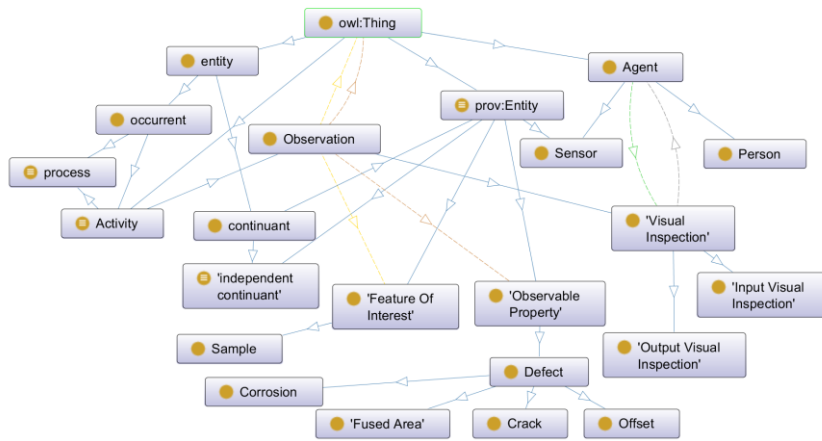 owl:Thing
entity
Agent
prov:Entity
occurrent
Observation
Sensor
Person
process
Activity
continuant
'Visual
Inspection'
'independent
continuant'
'Feature Of
Interest'
'Observable
Property'
'Input Visual
Inspection'
Sample
'Output Visual
Inspection'
Defect
Corrosion
'Fused Area'
Crack
Offset